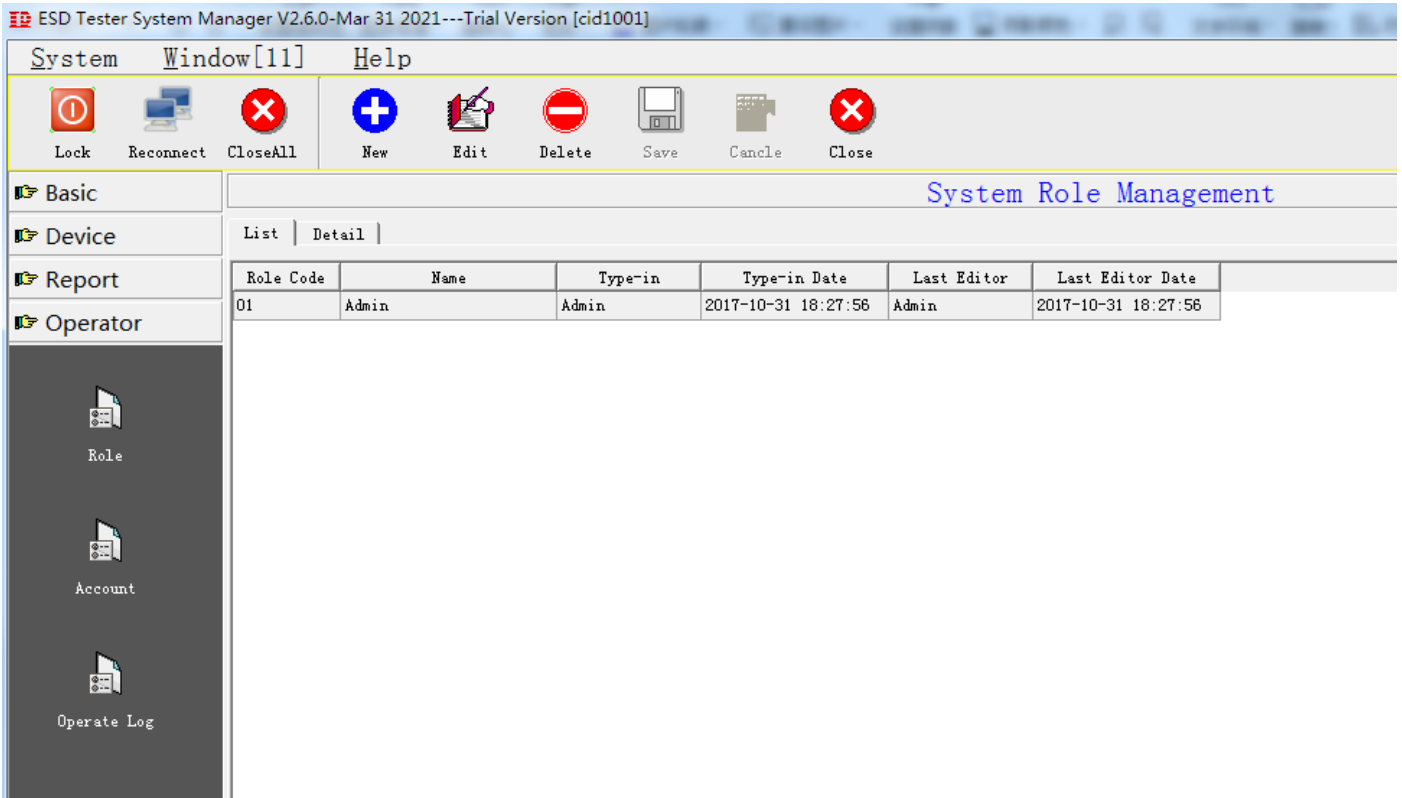 ESD Tester System Manager V2.6.0-Mar 31 2021---Trial Version [cid1001]
System Window[11] Help
Lock Reconnect CloseAll New Edit Delete Save Cancle Close
Basic
System Role Management
Device
List Detail
Report
Role Code Name Type-in Type-in Date Last Editor Last Editor Date
01 Admin Admin 2017-10-31 18:27:56 Admin 2017-10-31 18:27:56
Operator
Role
Account
Operate Log